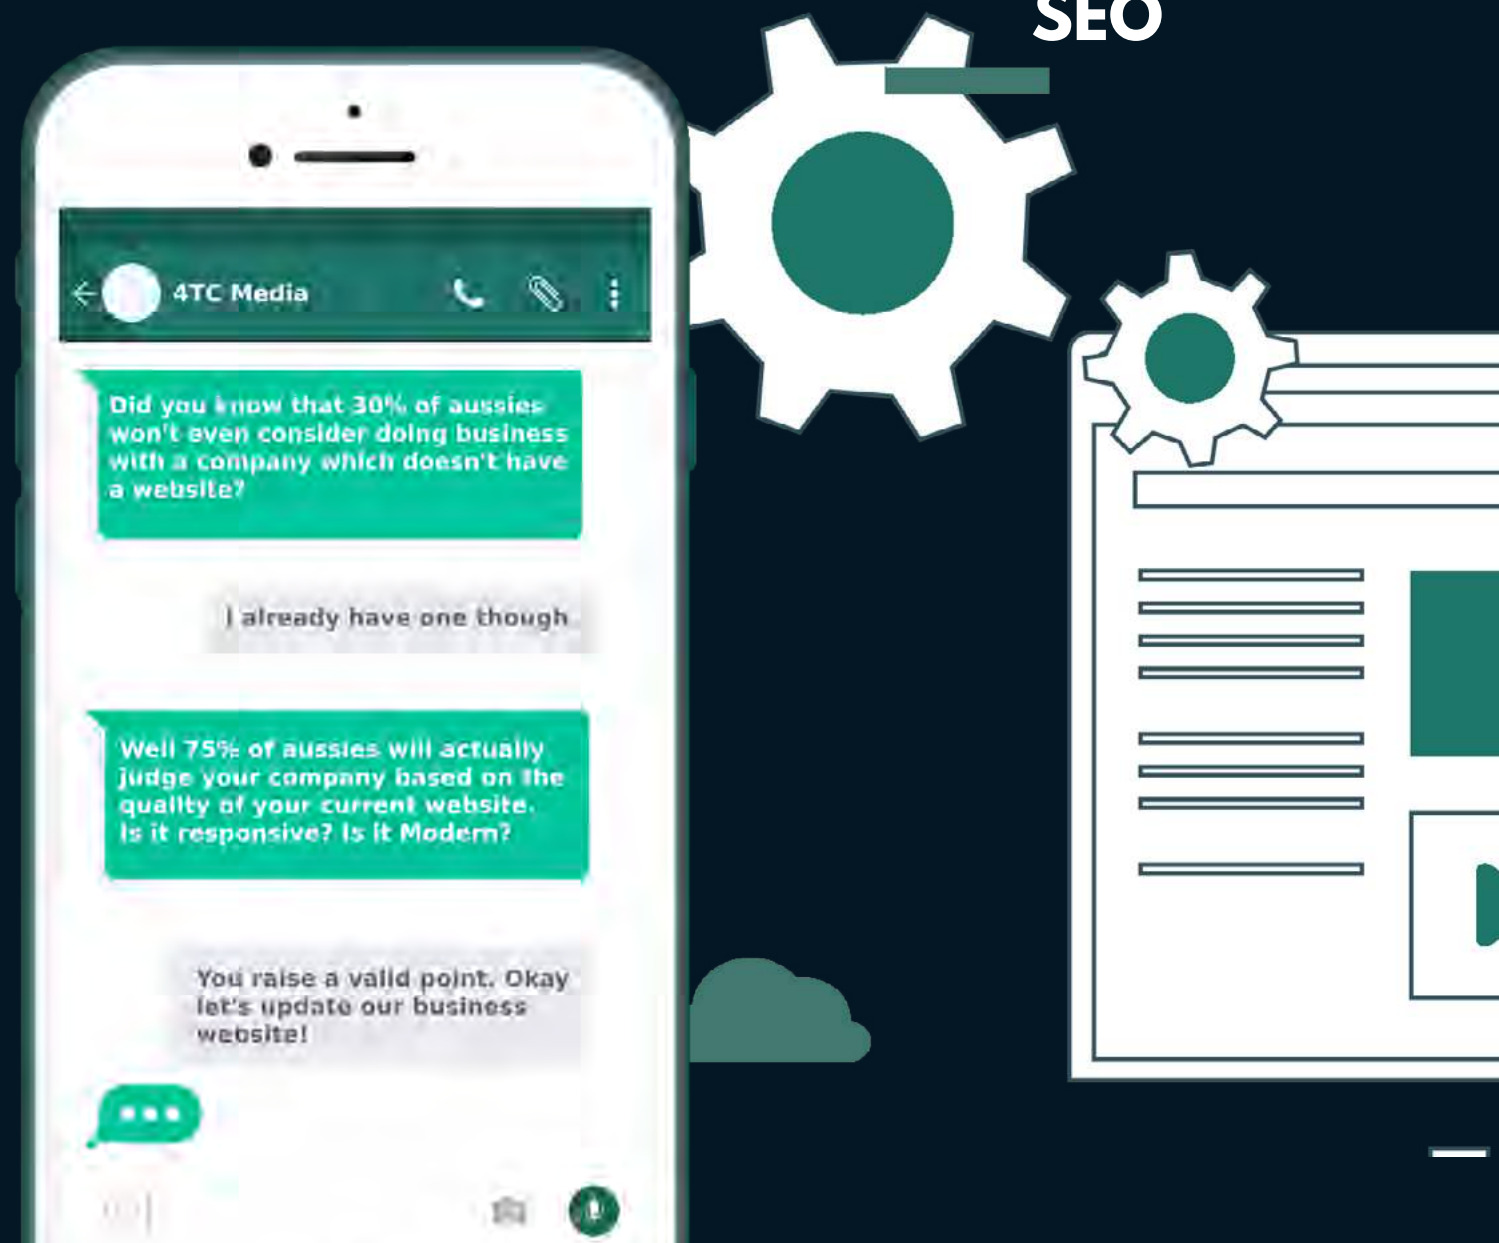 SEO
4TC Media
Did you know that 30% of aussies
won't even consider doing business
with a company which doesn't have
a website?
I already have one though
Well 75% of aussies will actually
judge your company based on the
quality of your current website.
Is it responsive? Is it Modern?
You raise a valid point. Okay
let's update our business
website!